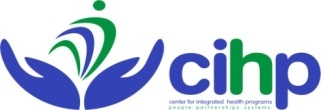 cihp
center for integrated health programs
people. partnerships. systems.